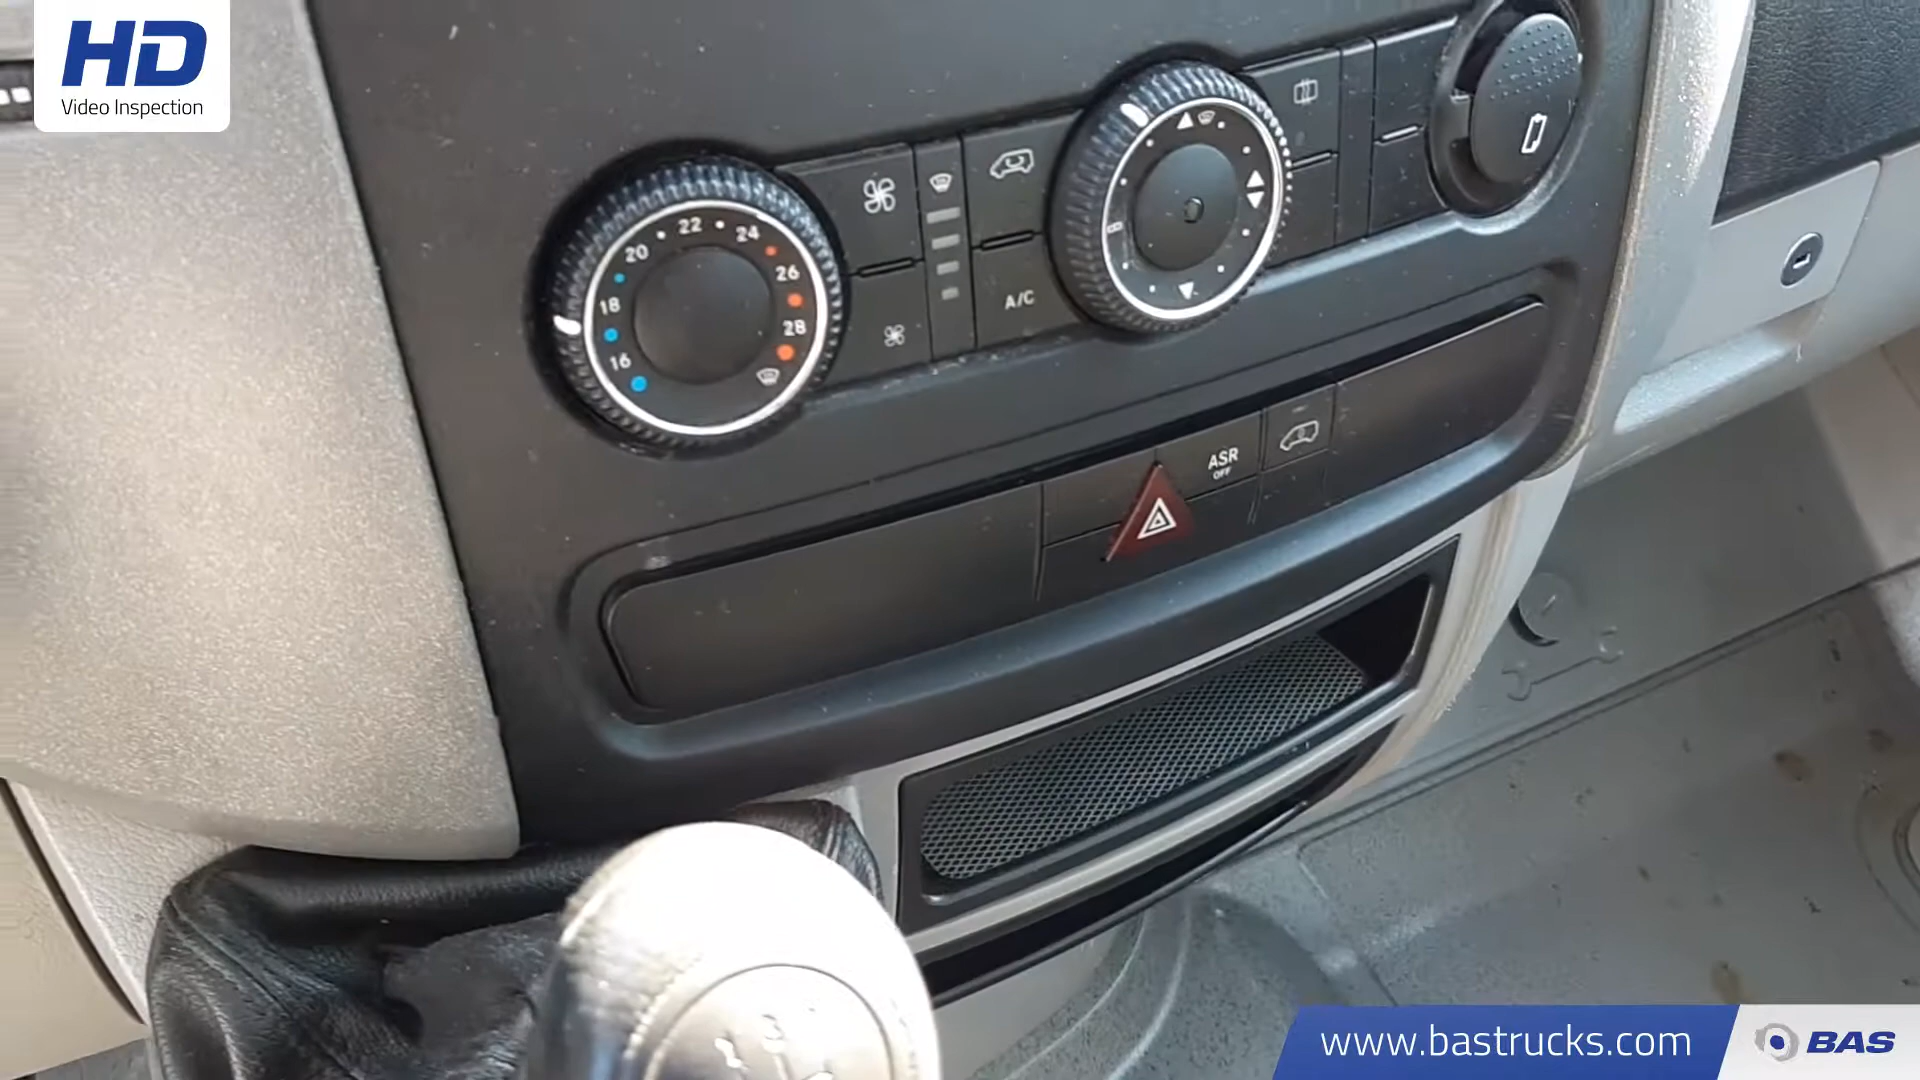 HD
Video Inspection
16
18
20
22
24
26
28
A/C
ASR
OFF
www.bastrucks.com
BAS